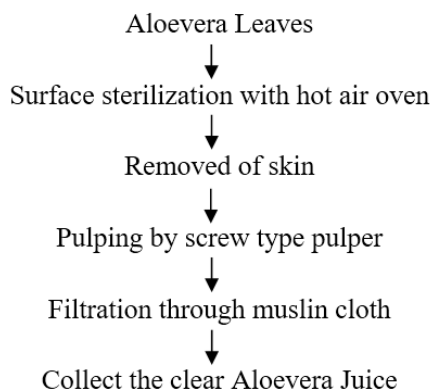 Aloevera Leaves
Surface sterilization with hot air oven
Removed of skin
Pulping by screw type pulper
Filtration through muslin cloth
Collect the clear Aloevera Juice